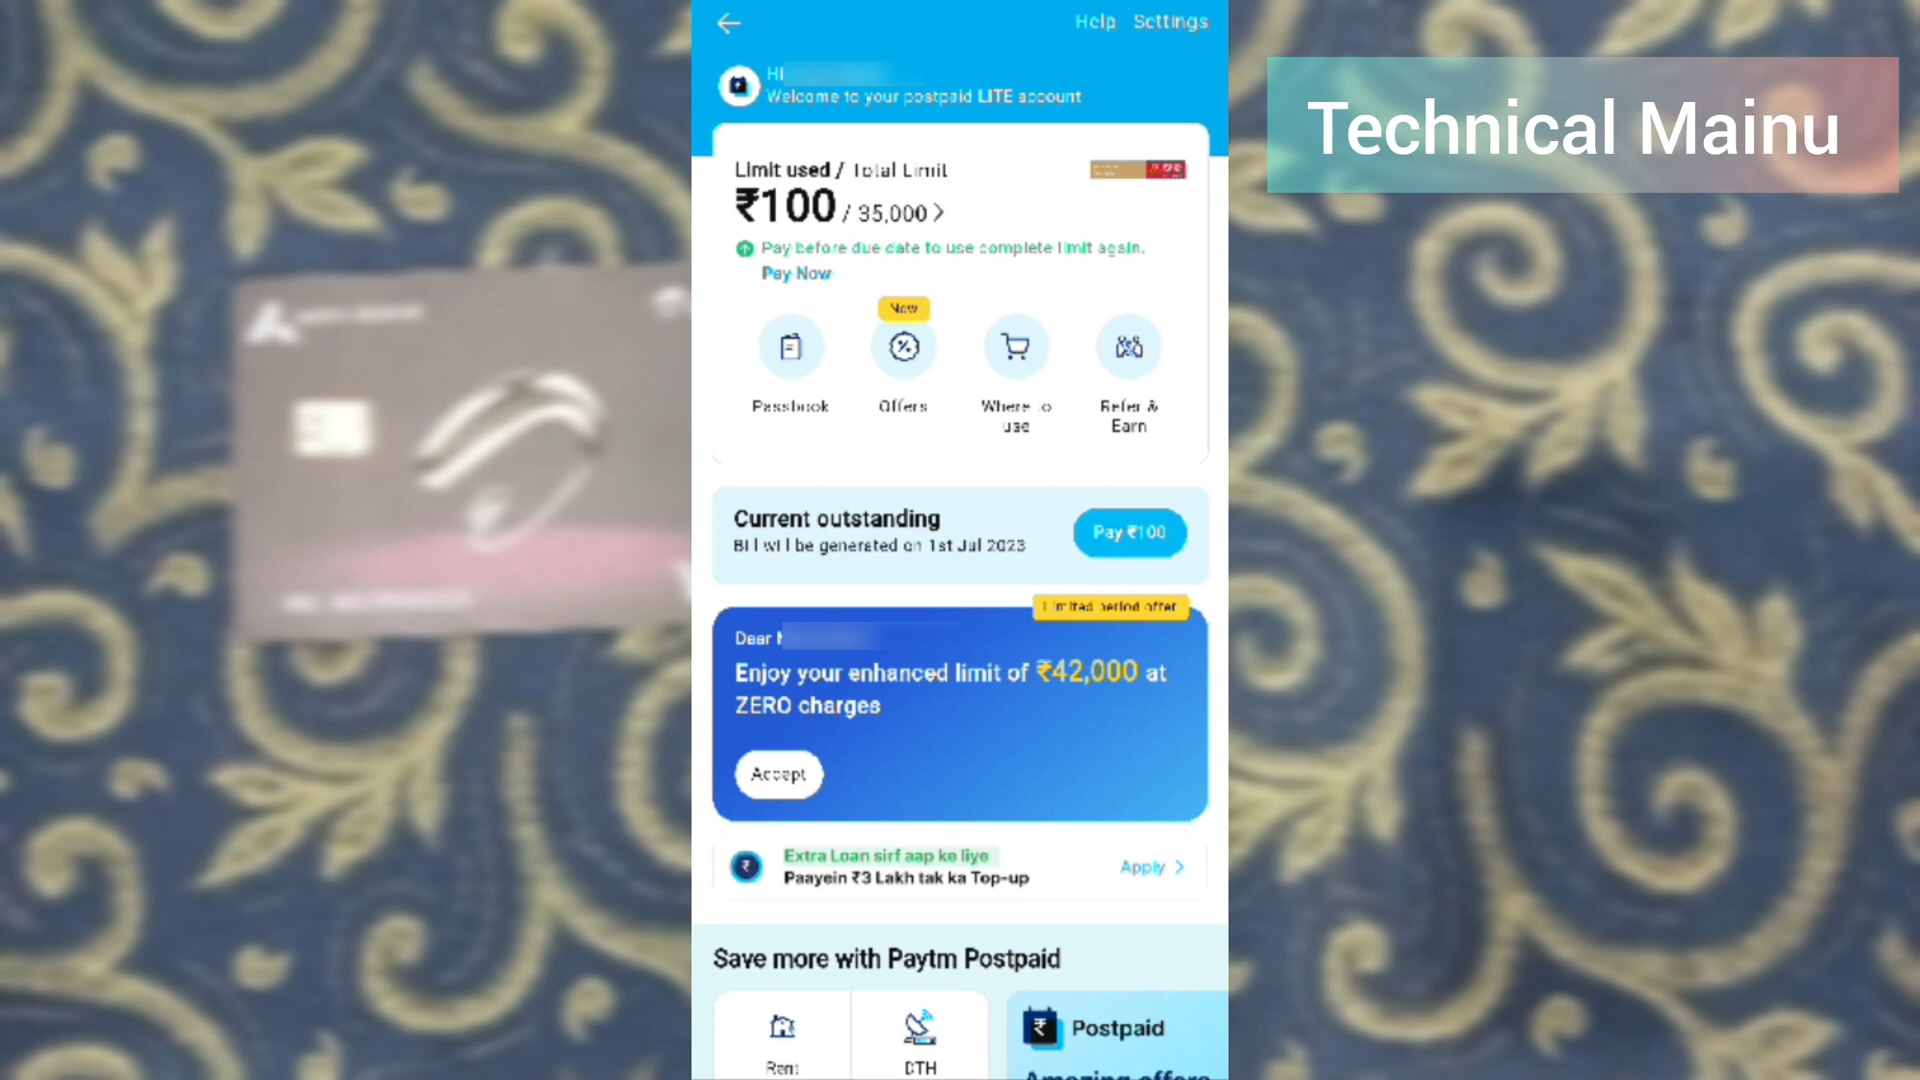 Help Settings
Hi
Welcome to your postpaid LITE account
Technical Mainu
Limit used / Total Limit
₹100 / 35,000 >
Pay before due date to use complete limit again.
Pay Now
New
Passbook
Offers
Where to use
Refer & Earn
Current outstanding
Bill will be generated on 1st Jul 2023
Pay ₹100
Limited period offer
Dear
Enjoy your enhanced limit of ₹42,000 at
ZERO charges
Accept
Extra Loan sirf aap ke liye
Paayein ₹3 Lakh tak ka Top-up
Apply >
Save more with Paytm Postpaid
Rent
DTH
Postpaid
Amazing offers